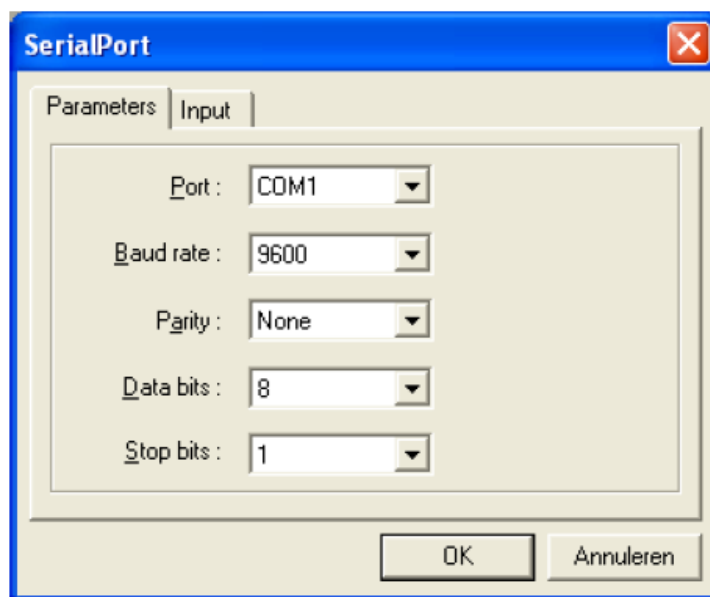 SerialPort
Parameters Input
Port : COM1
Baud rate : 9600
Parity : None
Data bits : 8
Stop bits : 1
OK Annuleren